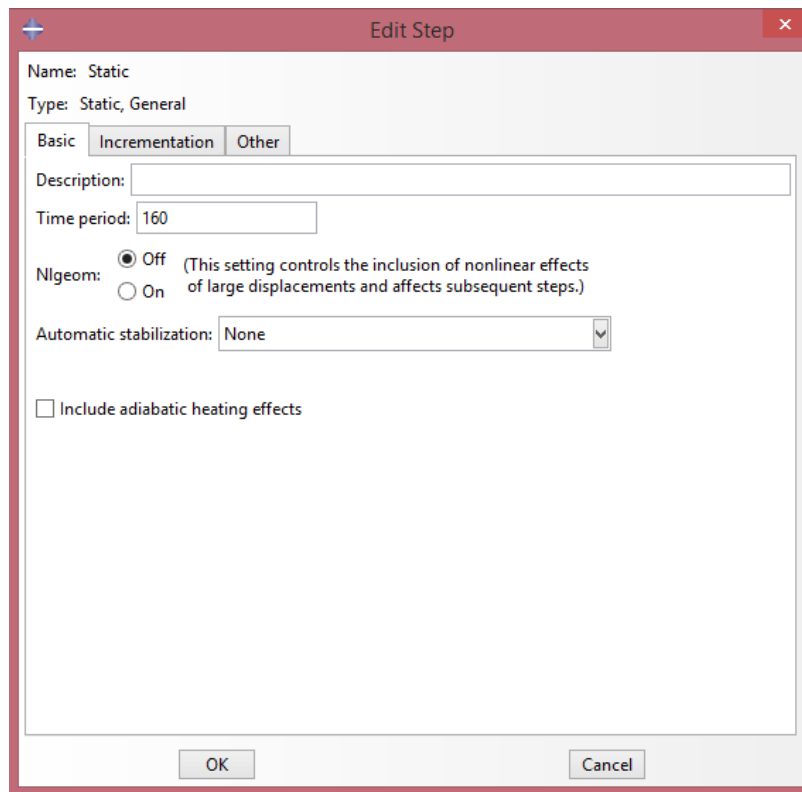 Edit Step
Name: Static
Type: Static, General
Basic Incrementation Other
Description:
Time period: 160
Nlgeom: Off (This setting controls the inclusion of nonlinear effects
On of large displacements and affects subsequent steps.)
Automatic stabilization: None
Include adiabatic heating effects
OK Cancel